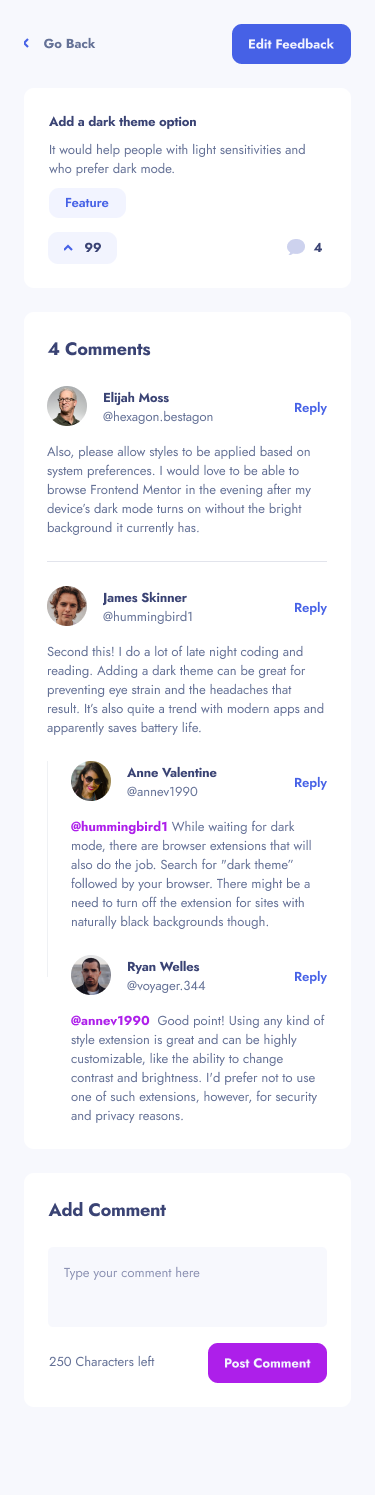 Go Back
Edit Feedback
Add a dark theme option
It would help people with light sensitivities and
who prefer dark mode.
Feature
99
4
4 Comments
Elijah Moss
@hexagon.bestagon
Reply
Also, please allow styles to be applied based on
system preferences. I would love to be able to
browse Frontend Mentor in the evening after my
device’s dark mode turns on without the bright
background it currently has.
James Skinner
@hummingbird1
Reply
Second this! I do a lot of late night coding and
reading. Adding a dark theme can be great for
preventing eye strain and the headaches that
result. It’s also quite a trend with modern apps and
apparently saves battery life.
Anne Valentine
@annev1990
Reply
@hummingbird1 While waiting for dark
mode, there are browser extensions that will
also do the job. Search for "dark theme”
followed by your browser. There might be a
need to turn off the extension for sites with
naturally black backgrounds though.
Ryan Welles
@voyager.344
Reply
@annev1990 Good point! Using any kind of
style extension is great and can be highly
customizable, like the ability to change
contrast and brightness. I'd prefer not to use
one of such extensions, however, for security
and privacy reasons.
Add Comment
Type your comment here
250 Characters left
Post Comment